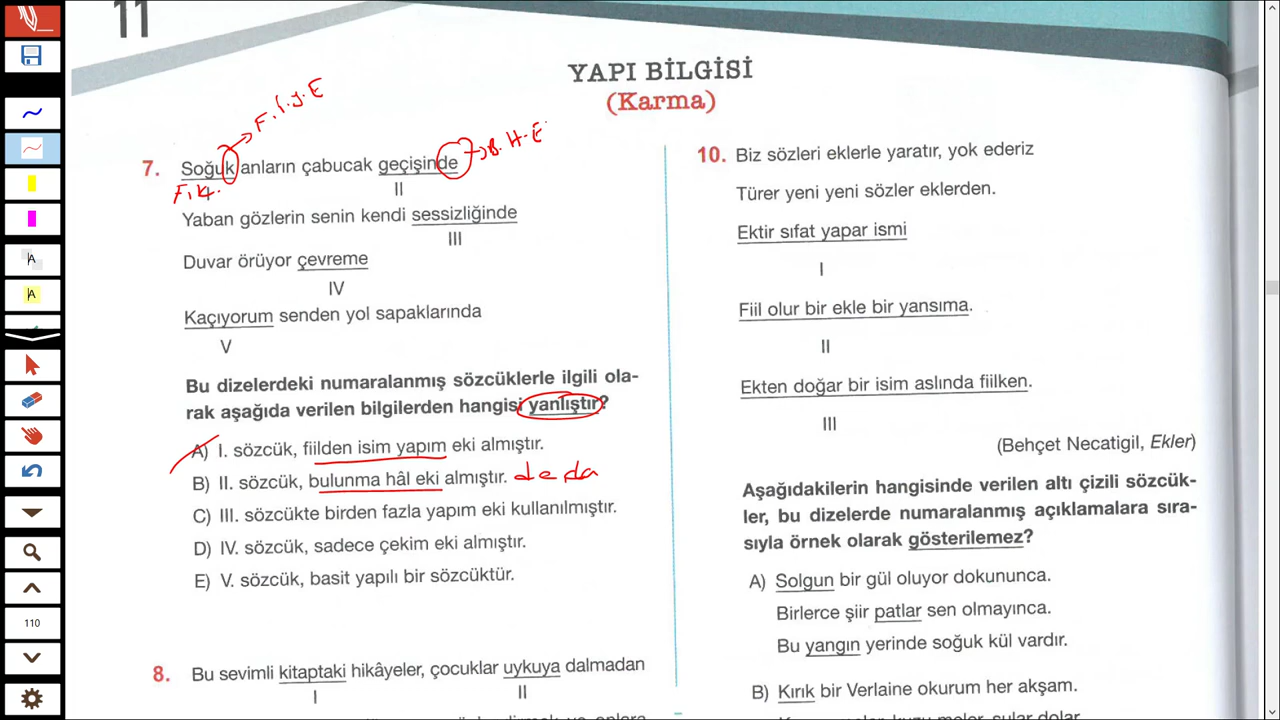 11
YAPI BİLGİSİ
(Karma)
F.İ.Y.E
B.H.E
7. Soğuk anların çabucak geçişinde
II
Yaban gözlerin senin kendi sessizliğinde
III
Duvar örüyor çevreme
IV
Kaçıyorum senden yol sapaklarında
V
Bu dizelerdeki numaralanmış sözcüklerle ilgili ola-
rak aşağıda verilen bilgilerden hangisi yanlıştır?
A) I. sözcük, fiilden isim yapım eki almıştır.
B) II. sözcük, bulunma hâl eki almıştır. de da
C) III. sözcükte birden fazla yapım eki kullanılmıştır.
D) IV. sözcük, sadece çekim eki almıştır.
E) V. sözcük, basit yapılı bir sözcüktür.
8. Bu sevimli kitaptaki hikâyeler, çocuklar uykuya dalmadan
I II
10. Biz sözleri eklerle yaratır, yok ederiz
Türer yeni yeni sözler eklerden.
Ektir sıfat yapar ismi
I
Fiil olur bir ekle bir yansıma.
II
Ekten doğar bir isim aslında fiilken.
III
(Behçet Necatigil, Ekler)
Aşağıdakilerin hangisinde verilen altı çizili sözcük-
ler, bu dizelerde numaralanmış açıklamalara sıra-
sıyla örnek olarak gösterilemez?
A) Solgun bir gül oluyor dokununca.
Birlerce şiir patlar sen olmayınca.
Bu yangın yerinde soğuk kül vardır.
B) Kırık bir Verlaine okurum her akşam.
A
A
110